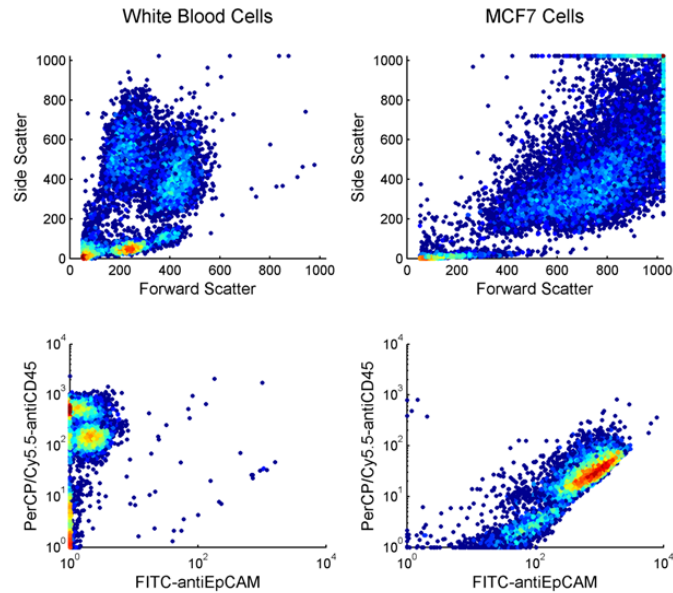 White Blood Cells
MCF7 Cells
Side Scatter
1000
800
600
400
200
0
0 200 400 600 800 1000
Forward Scatter
Side Scatter
1000
800
600
400
200
0
0 200 400 600 800 1000
Forward Scatter
PerCP/Cy5.5-antiCD45
10⁴
10³
10²
10¹
10⁰
10⁰ 10² 10⁴
FITC-antiEpCAM
PerCP/Cy5.5-antiCD45
10⁴
10³
10²
10¹
10⁰
10⁰ 10² 10⁴
FITC-antiEpCAM